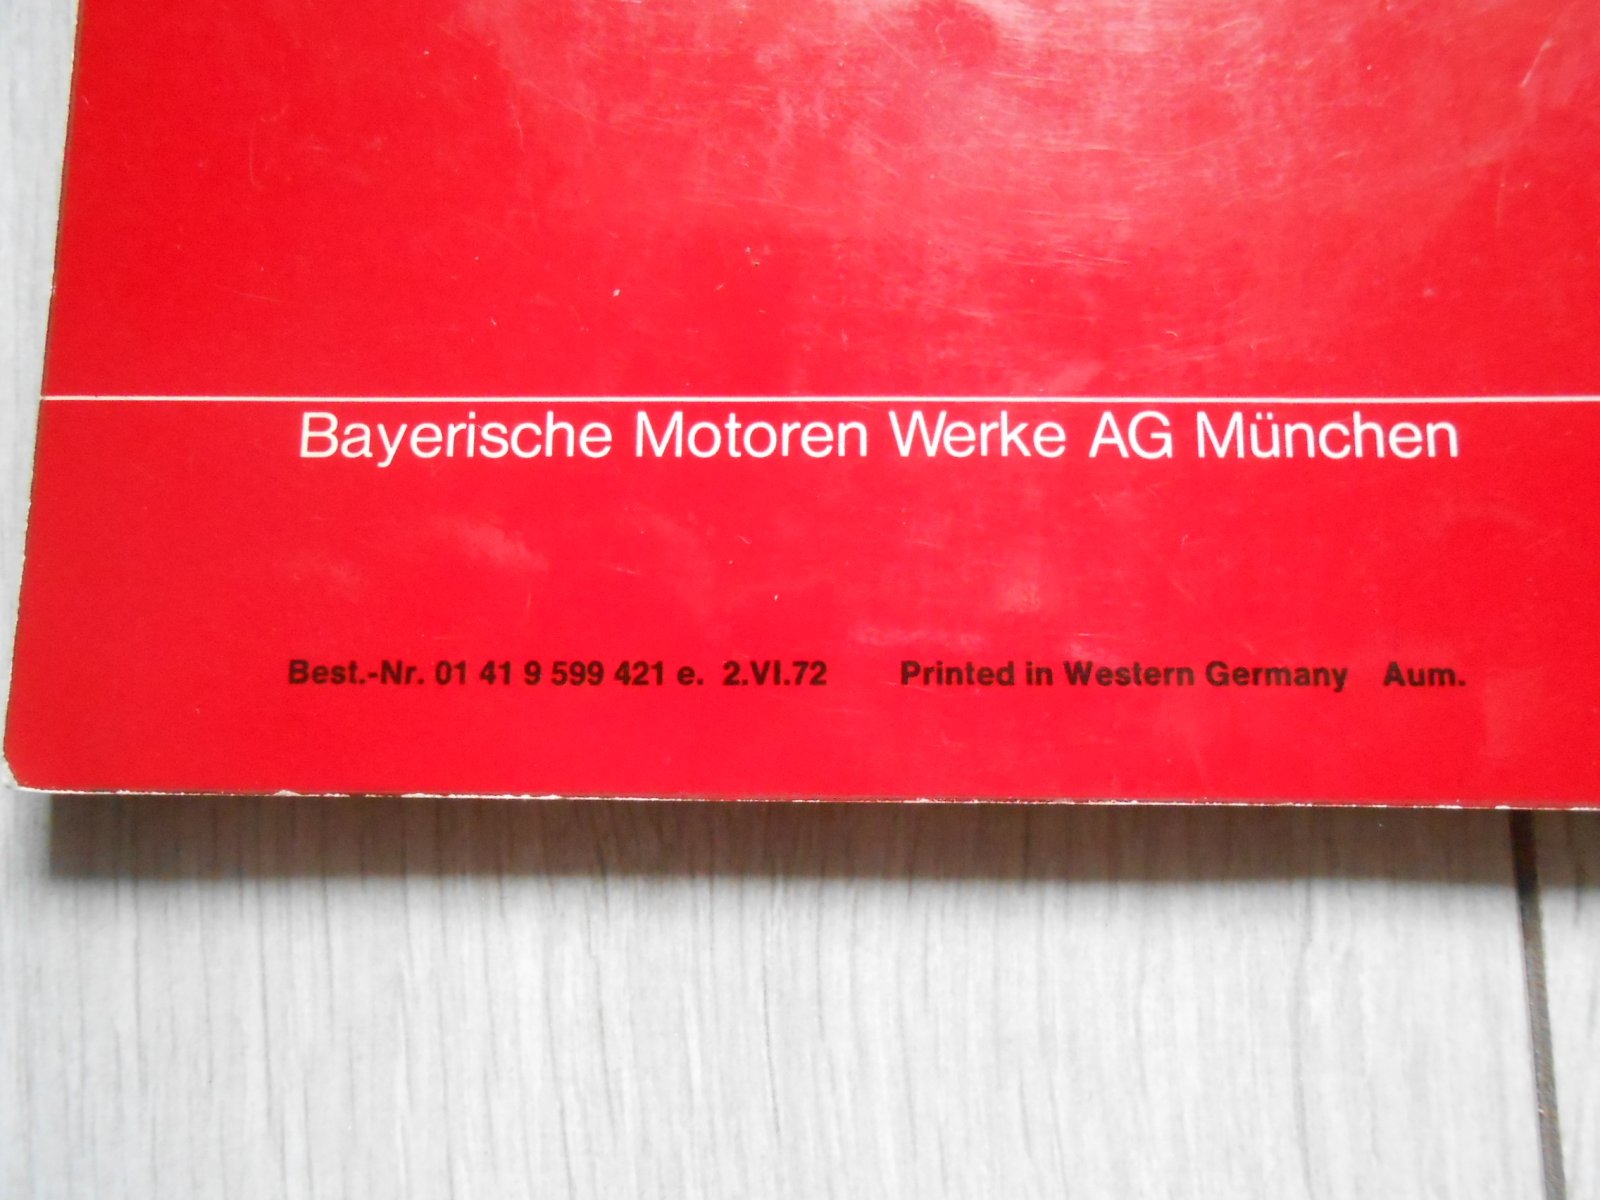 Bayerische Motoren Werke AG München
Best.-Nr. 01 41 9 599 421 e. 2.VI.72 Printed in Western Germany Aum.